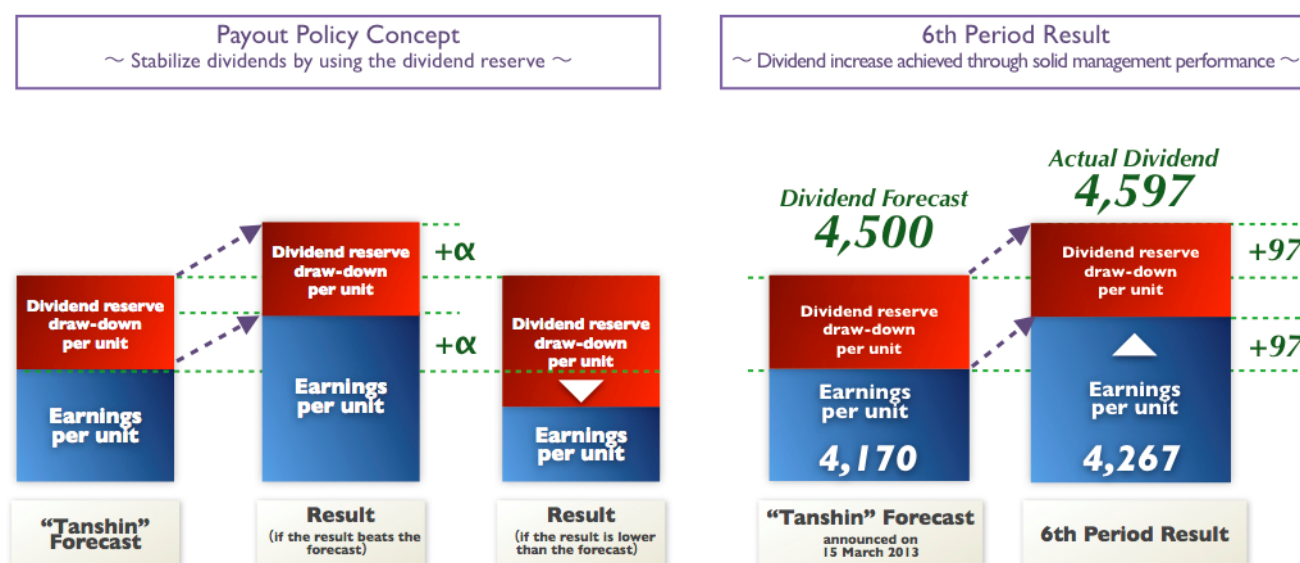 Payout Policy Concept
～ Stabilize dividends by using the dividend reserve ～
Dividend reserve
draw-down
per unit
Earnings
per unit
“Tanshin”
Forecast
Dividend reserve
draw-down
per unit
Earnings
per unit
+α
+α
Result
(if the result beats the
forecast)
Dividend reserve
draw-down
per unit
Earnings
per unit
Result
(if the result is lower
than the forecast)
6th Period Result
～ Dividend increase achieved through solid management performance ～
Dividend Forecast
4,500
Dividend reserve
draw-down
per unit
Earnings
per unit
4,170
“Tanshin” Forecast
announced on
15 March 2013
Actual Dividend
4,597
Dividend reserve
draw-down
per unit
Earnings
per unit
4,267
+97
+97
6th Period Result